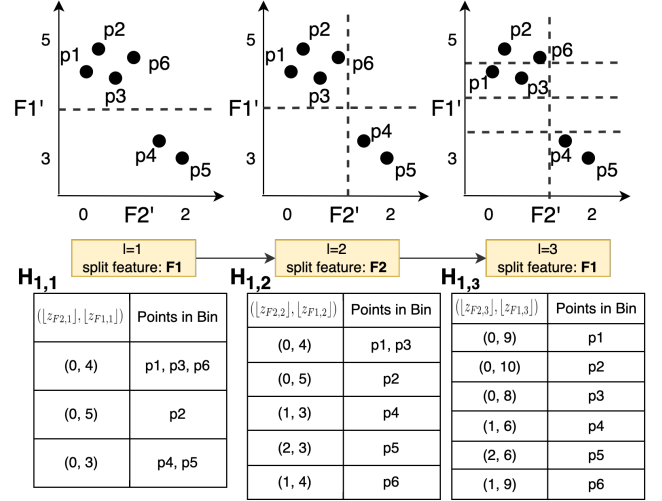 5
p2
p1
p6
p3
F1'
p4
3
p5
0
F2'
2
5
p2
p1
p6
p3
F1'
p4
3
p5
0
F2'
2
5
p2
p6
p1
p3
F1'
p4
3
p5
0
F2'
2
l=1
split feature: F1
l=2
split feature: F2
l=3
split feature: F1
H1,1
(⌊zF2,1⌋, ⌊zF1,1⌋) Points in Bin
(0, 4) p1, p3, p6
(0, 5) p2
(0, 3) p4, p5
H1,2
(⌊zF2,2⌋, ⌊zF1,2⌋) Points in Bin
(0, 4) p1, p3
(0, 5) p2
(1, 3) p4
(2, 3) p5
(1, 4) p6
H1,3
(⌊zF2,3⌋, ⌊zF1,3⌋) Points in Bin
(0, 9) p1
(0, 10) p2
(0, 8) p3
(1, 6) p4
(2, 6) p5
(1, 9) p6